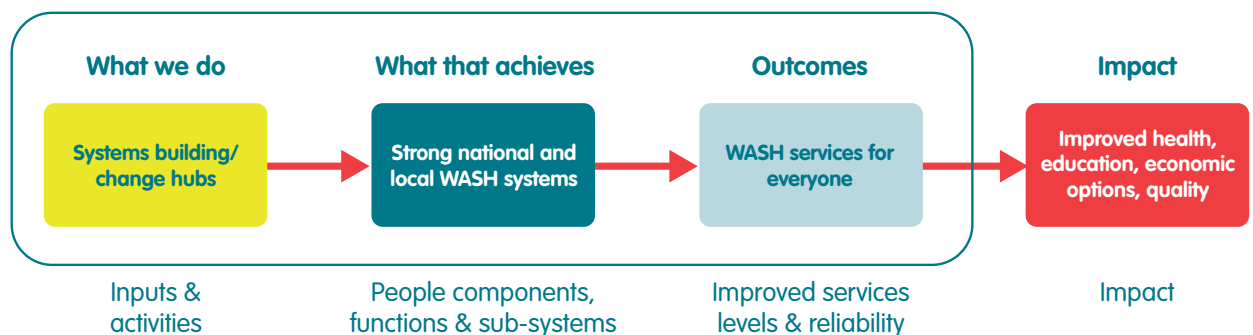 What we do
What that achieves
Outcomes
Impact
Systems building/
change hubs
Strong national and
local WASH systems
WASH services for
everyone
Improved health,
education, economic
options, quality
Inputs &
activities
People components,
functions & sub-systems
Improved services
levels & reliability
Impact